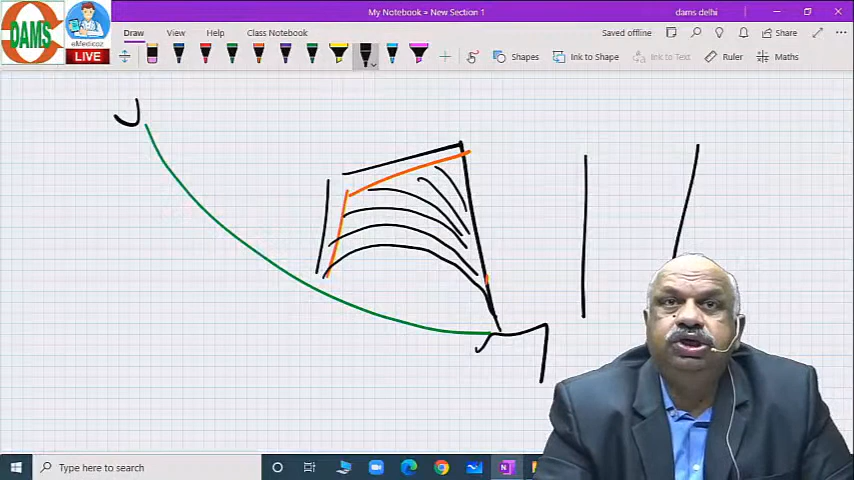 My Notebook » New Section 1
dams delhi
DAMS
eMedicoz
LIVE
Draw
View
Help
Class Notebook
Saved offline
Share
Shapes
Ink to Shape
Ink to Text
Ruler
Maths
Type here to search